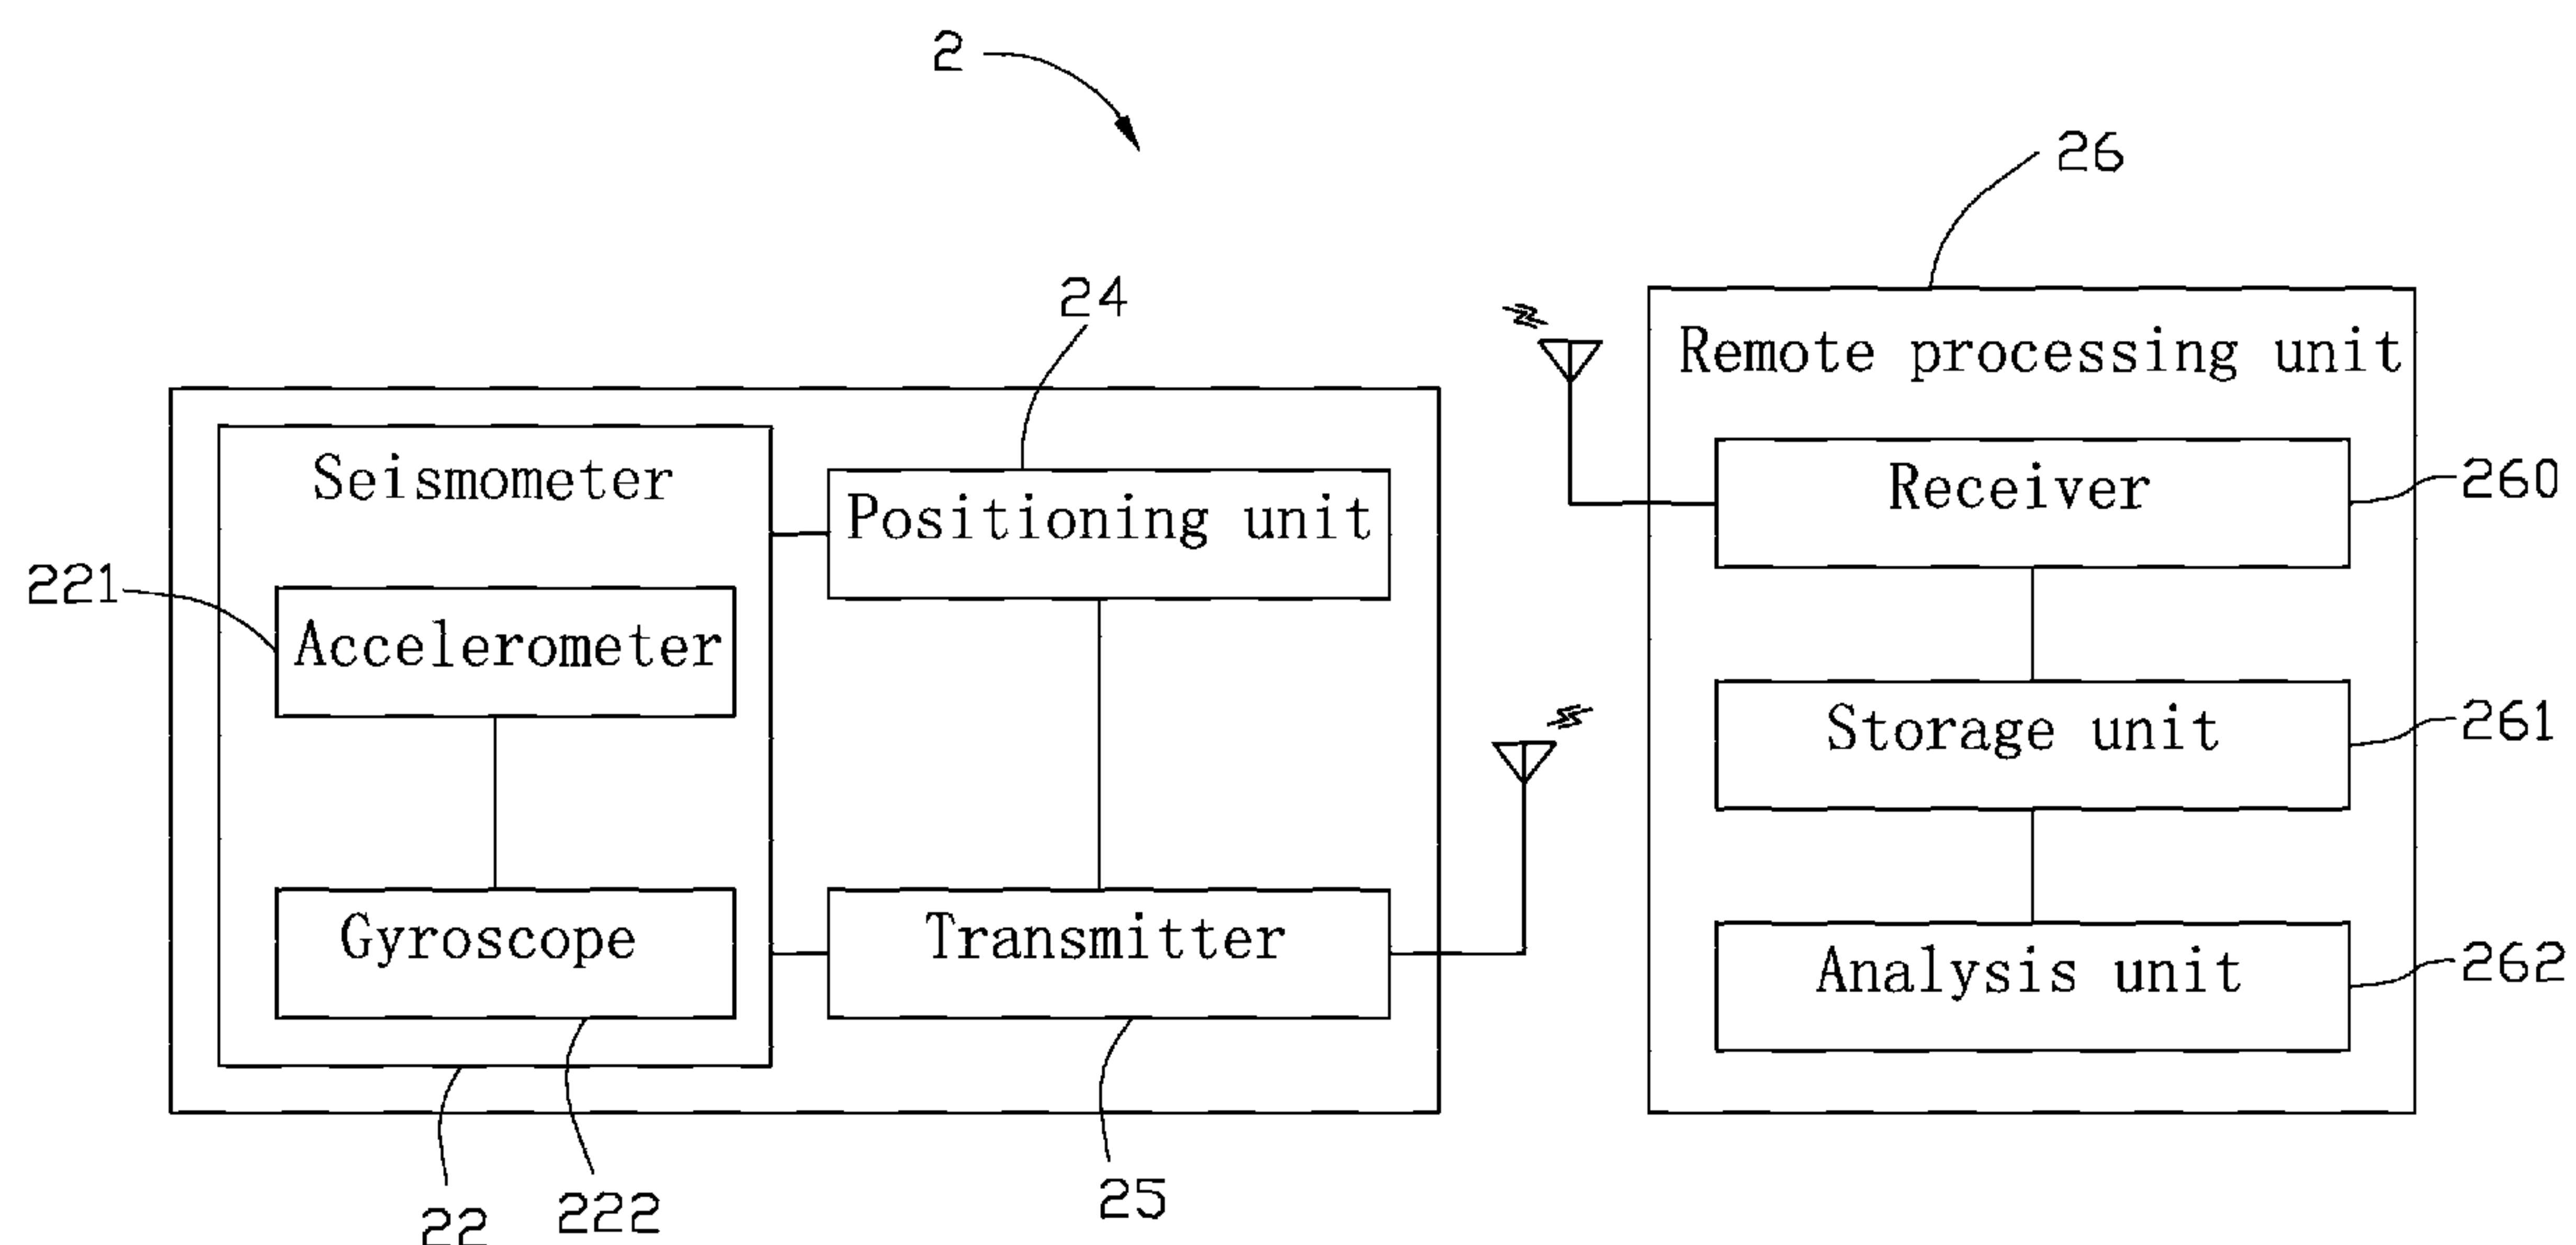 2
26
24
Remote processing unit
Seismometer
Positioning unit
Receiver
260
221
Accelerometer
Storage unit
261
Gyroscope
Transmitter
Analysis unit
262
22
222
25